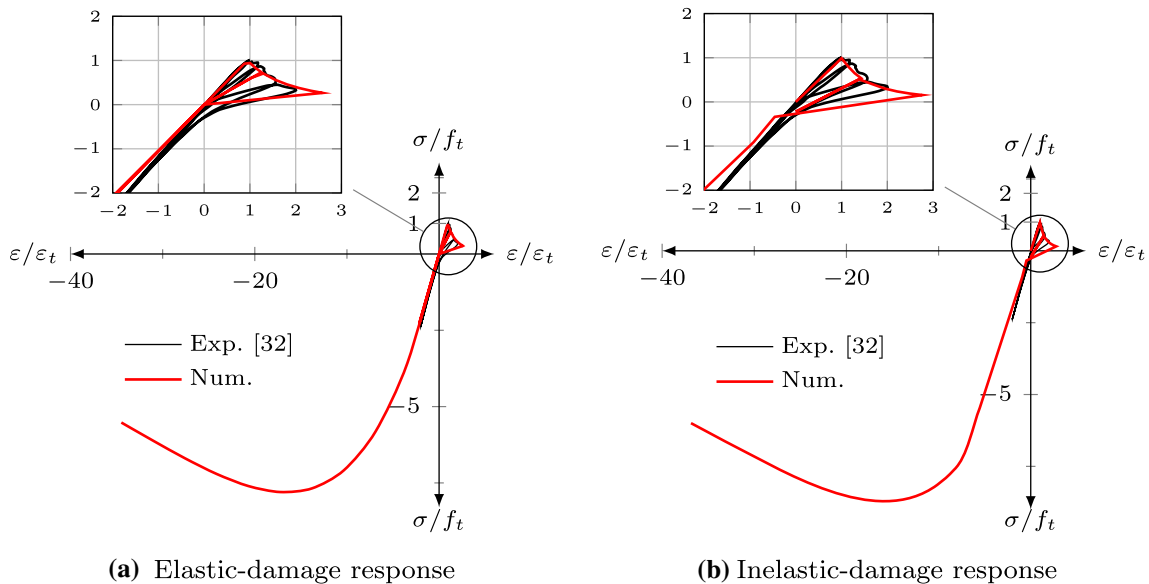 2
1
0
−1
−2
−2
−1
0
1
2
3
σ/f_t
2
1
ε/ε_t
ε/ε_t
−40
−20
Exp. [32]
Num.
−5
σ/f_t
(a) Elastic-damage response
2
1
0
−1
−2
−2
−1
0
1
2
3
σ/f_t
2
1
ε/ε_t
ε/ε_t
−40
−20
Exp. [32]
Num.
−5
σ/f_t
(b) Inelastic-damage response